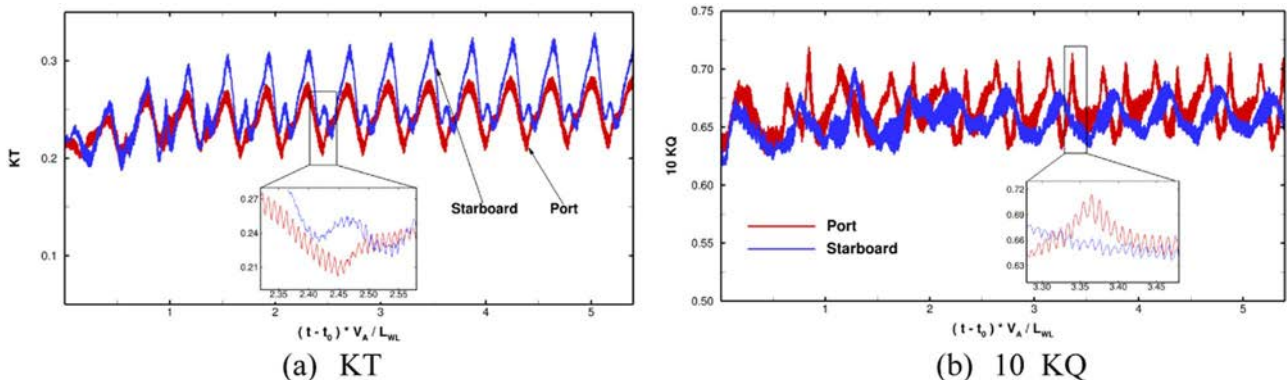 0.3
0.2
0.1
KT
0.27
0.24
0.21
2.35 2.40 2.45 2.50 2.55
Starboard Port
1 2 3 4 5
( t - t0 ) * VA / LWL
(a) KT
0.75
0.70
0.65
0.60
0.55
0.50
10 KQ
Port
Starboard
0.72
0.69
0.66
0.63
3.30 3.35 3.40 3.45
1 2 3 4 5
( t - t0 ) * VA / LWL
(b) 10 KQ